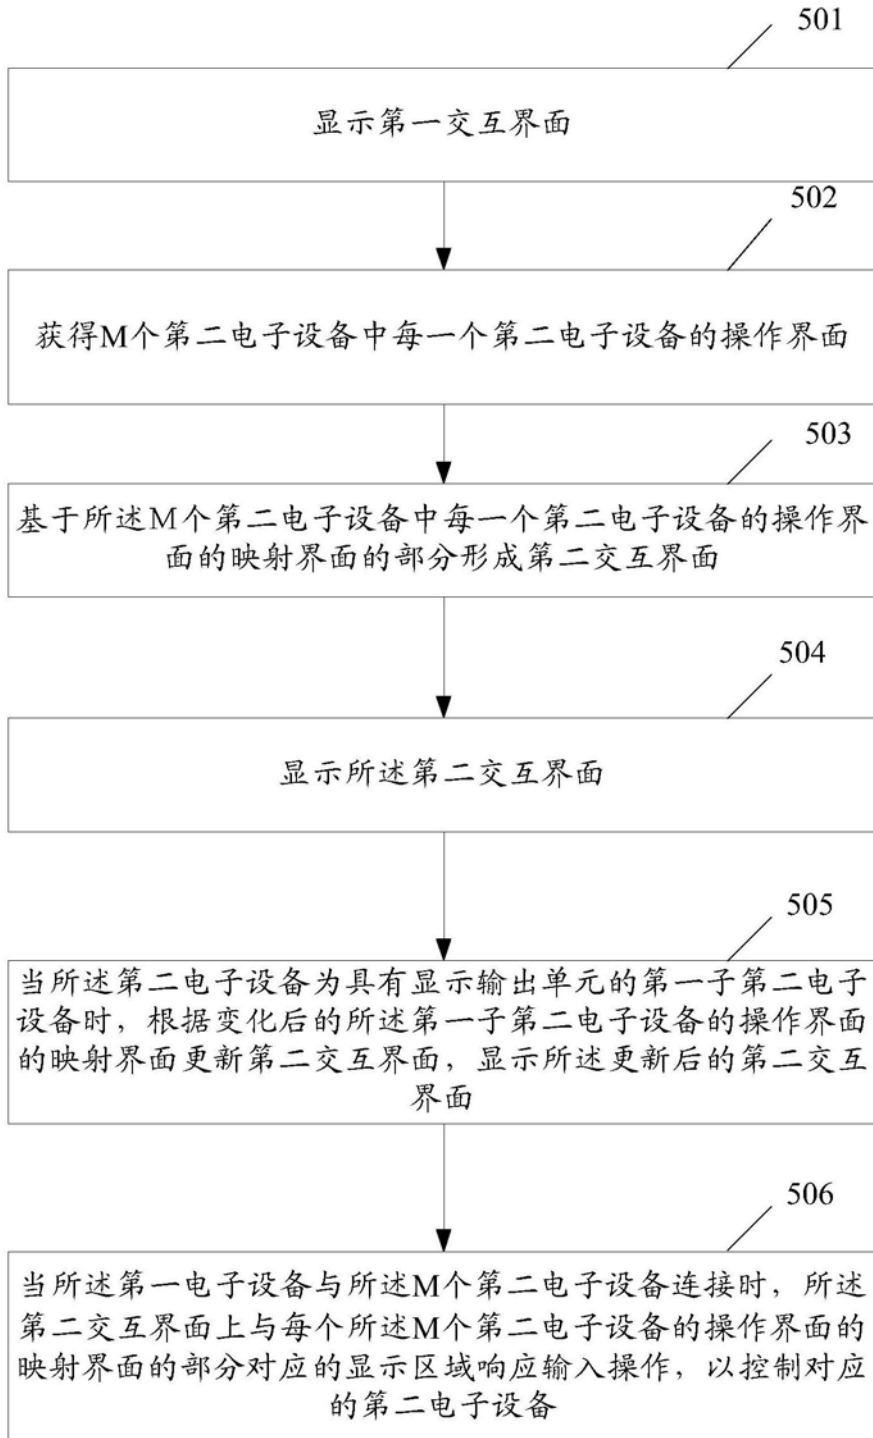 501
显示第一交互界面
502
获得M个第二电子设备中每一个第二电子设备的操作界面
503
基于所述M个第二电子设备中每一个第二电子设备的操作界
面的映射界面的部分形成第二交互界面
504
显示所述第二交互界面
505
当所述第二电子设备为具有显示输出单元的第一子第二电子
设备时，根据变化后的所述第一子第二电子设备的操作界面
的映射界面更新第二交互界面，显示所述更新后的第二交互
界面
506
当所述第一电子设备与所述M个第二电子设备连接时，所述
第二交互界面上与每个所述M个第二电子设备的操作界面的
映射界面的部分对应的显示区域响应输入操作，以控制对应
的第二电子设备